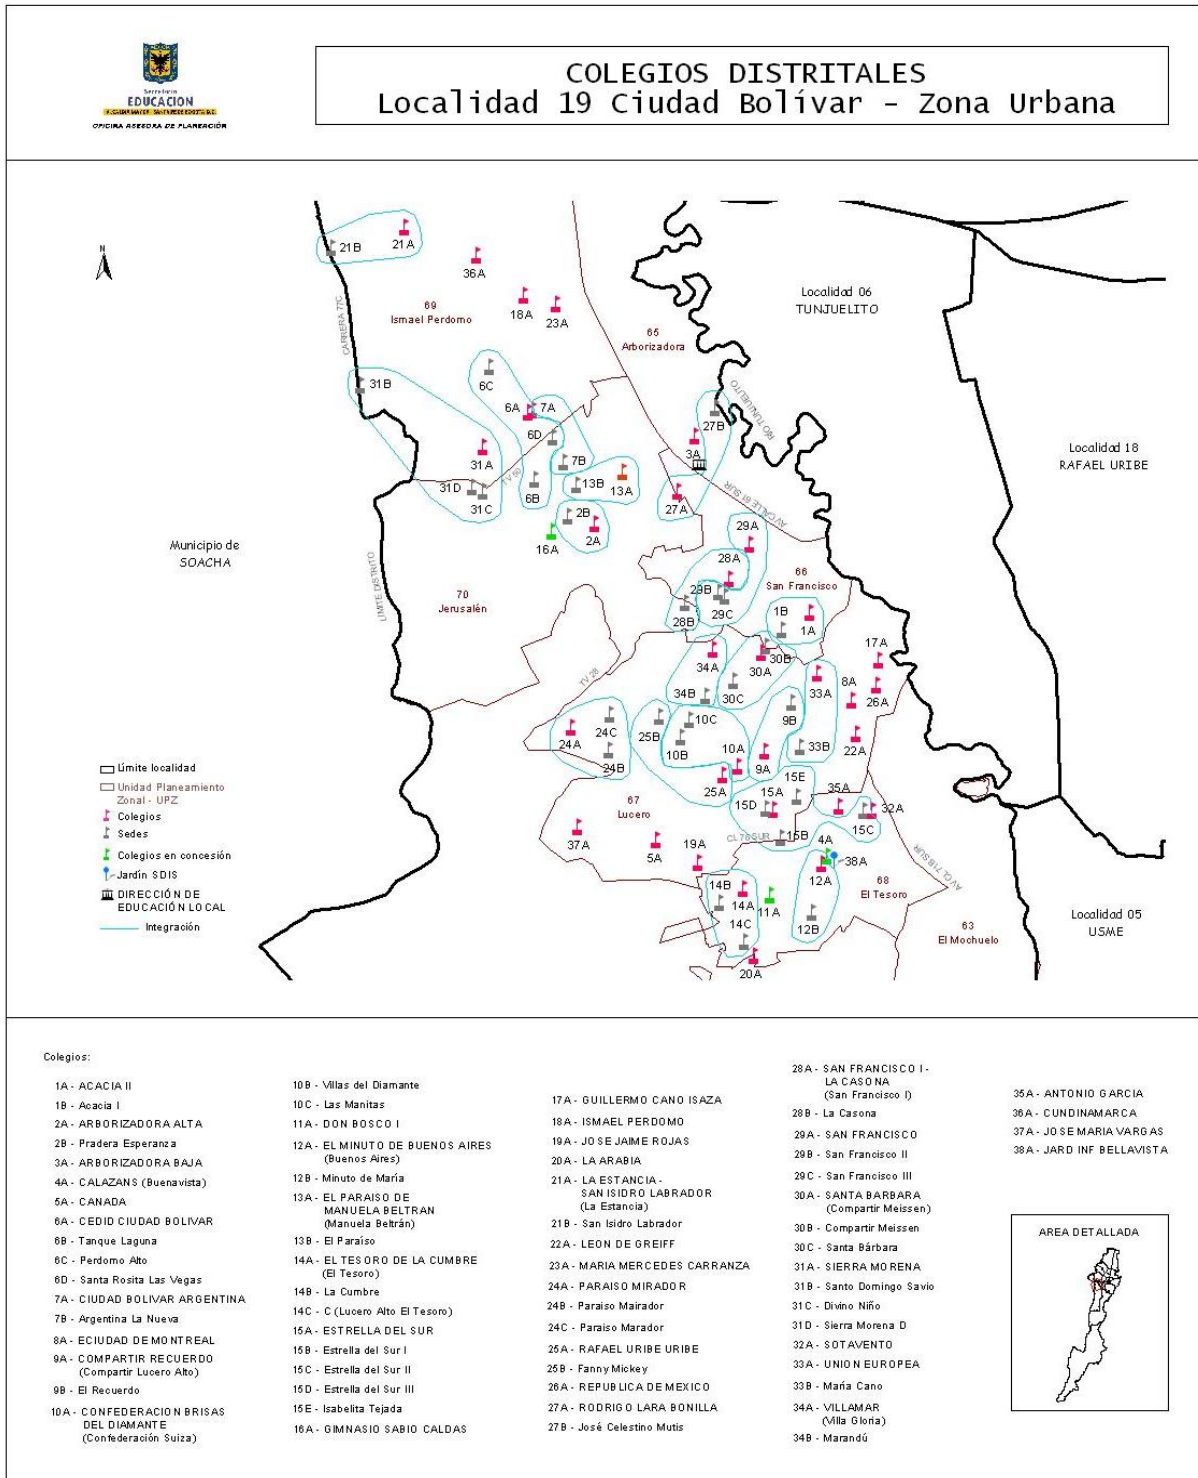 Secretaría
EDUCACION
OFICINA ASESORA DE PLANEACIÓN
COLEGIOS DISTRITALES
Localidad 19 Ciudad Bolívar - Zona Urbana
N
21B
21A
36A
18A
23A
69
Ismael Perdomo
65
Arborizadora
Localidad 06
TUNJUELITO
CARRERA 77C
RÍO TUNJUELITO
31B
6C
6A
7A
6D
27B
3A
31A
7B
TV 60
6B
13B
13A
31D
31C
2B
2A
16A
27A
AV CALLE 61 SUR
Localidad 18
RAFAEL URIBE
Municipio de
SOACHA
LIMITE DISTRITO
70
Jerusalén
29A
28A
66
San Francisco
29B
29C
28B
1B
1A
17A
34A
30B
30A
TV 28
34B
30C
33A
8A
26A
9B
24C
24A
24B
25B
10C
10B
10A
9A
33B
22A
25A
15E
15A
15D
35A
32A
15C
67
Lucero
CL 76 SUR
15B
4A
37A
5A
19A
38A
12A
AV CL 71B SUR
68
El Tesoro
14B
14A
11A
14C
12B
20A
63
El Mochuelo
Localidad 05
USME
Límite localidad
Unidad Planeamiento
Zonal - UPZ
Colegios
Sedes
Colegios en concesión
Jardín SDIS
DIRECCIÓN DE
EDUCACIÓN LOCAL
Integración
Colegios:
1A - ACACIA II
1B - Acacia I
2A - ARBORIZADORA ALTA
2B - Pradera Esperanza
3A - ARBORIZADORA BAJA
4A - CALAZANS (Buenavista)
5A - CANADA
6A - CEDID CIUDAD BOLIVAR
6B - Tanque Laguna
6C - Perdomo Alto
6D - Santa Rosita Las Vegas
7A - CIUDAD BOLIVAR ARGENTINA
7B - Argentina La Nueva
8A - ECIUDAD DE MONTREAL
9A - COMPARTIR RECUERDO
(Compartir Lucero Alto)
9B - El Recuerdo
10A - CONFEDERACION BRISAS
DEL DIAMANTE
(Confederación Suiza)
10B - Villas del Diamante
10C - Las Manitas
11A - DON BOSCO I
12A - EL MINUTO DE BUENOS AIRES
(Buenos Aires)
12B - Minuto de María
13A - EL PARAISO DE
MANUELA BELTRAN
(Manuela Beltrán)
13B - El Paraíso
14A - EL TESORO DE LA CUMBRE
(El Tesoro)
14B - La Cumbre
14C - C (Lucero Alto El Tesoro)
15A - ESTRELLA DEL SUR
15B - Estrella del Sur I
15C - Estrella del Sur II
15D - Estrella del Sur III
15E - Isabelita Tejada
16A - GIMNASIO SABIO CALDAS
17A - GUILLERMO CANO ISAZA
18A - ISMAEL PERDOMO
19A - JOSE JAIME ROJAS
20A - LA ARABIA
21A - LA ESTANCIA -
SAN ISIDRO LABRADOR
(La Estancia)
21B - San Isidro Labrador
22A - LEON DE GREIFF
23A - MARIA MERCEDES CARRANZA
24A - PARAISO MIRADOR
24B - Paraiso Mairador
24C - Paraiso Marador
25A - RAFAEL URIBE URIBE
25B - Fanny Mickey
26A - REPUBLICA DE MEXICO
27A - RODRIGO LARA BONILLA
27B - José Celestino Mutis
28A - SAN FRANCISCO I -
LA CASONA
(San Francisco I)
28B - La Casona
29A - SAN FRANCISCO
29B - San Francisco II
29C - San Francisco III
30A - SANTA BARBARA
(Compartir Meissen)
30B - Compartir Meissen
30C - Santa Bárbara
31A - SIERRA MORENA
31B - Santo Domingo Savio
31C - Divino Niño
31D - Sierra Morena D
32A - SOTAVENTO
33A - UNION EUROPEA
33B - María Cano
34A - VILLAMAR
(Villa Gloria)
34B - Marandú
35A - ANTONIO GARCIA
36A - CUNDINAMARCA
37A - JOSE MARIA VARGAS
38A - JARD INF BELLAVISTA
AREA DETALLADA